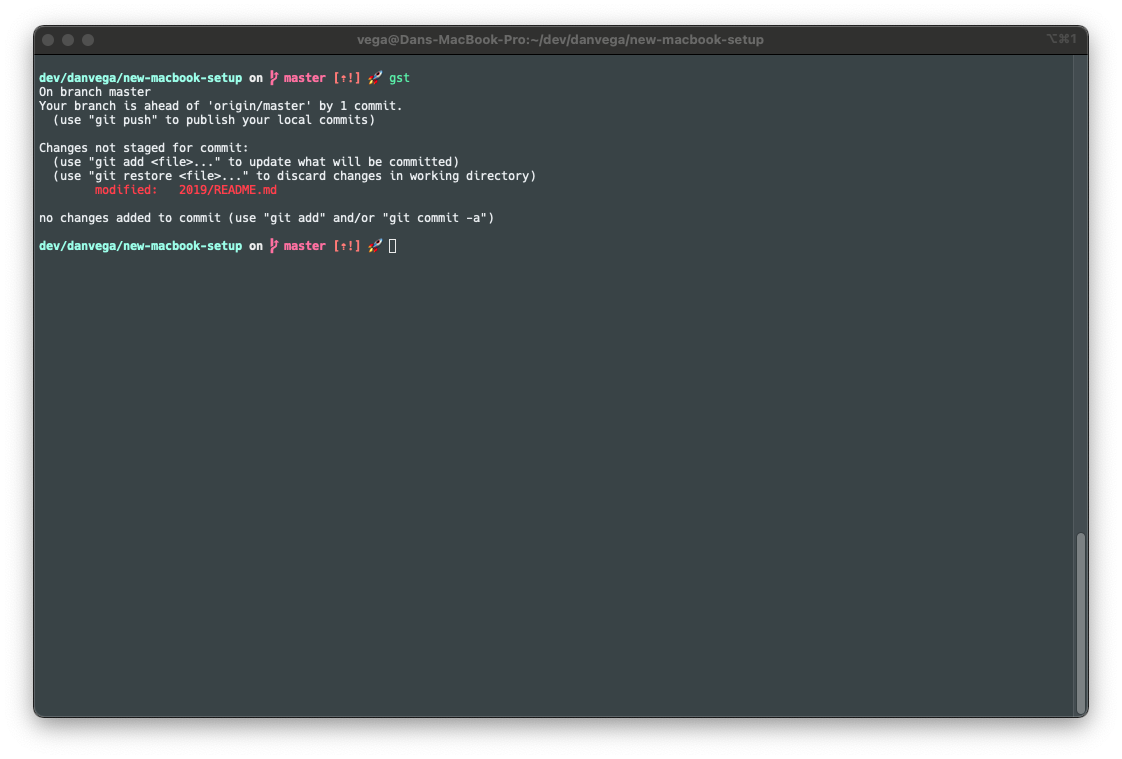 vega@Dans-MacBook-Pro:~/dev/danvega/new-macbook-setup ⌥⌘1
dev/danvega/new-macbook-setup on master [⇡!] 🚀 gst
On branch master
Your branch is ahead of 'origin/master' by 1 commit.
  (use "git push" to publish your local commits)
Changes not staged for commit:
  (use "git add <file>..." to update what will be committed)
  (use "git restore <file>..." to discard changes in working directory)
        modified:   2019/README.md
no changes added to commit (use "git add" and/or "git commit -a")
dev/danvega/new-macbook-setup on master [⇡!] 🚀